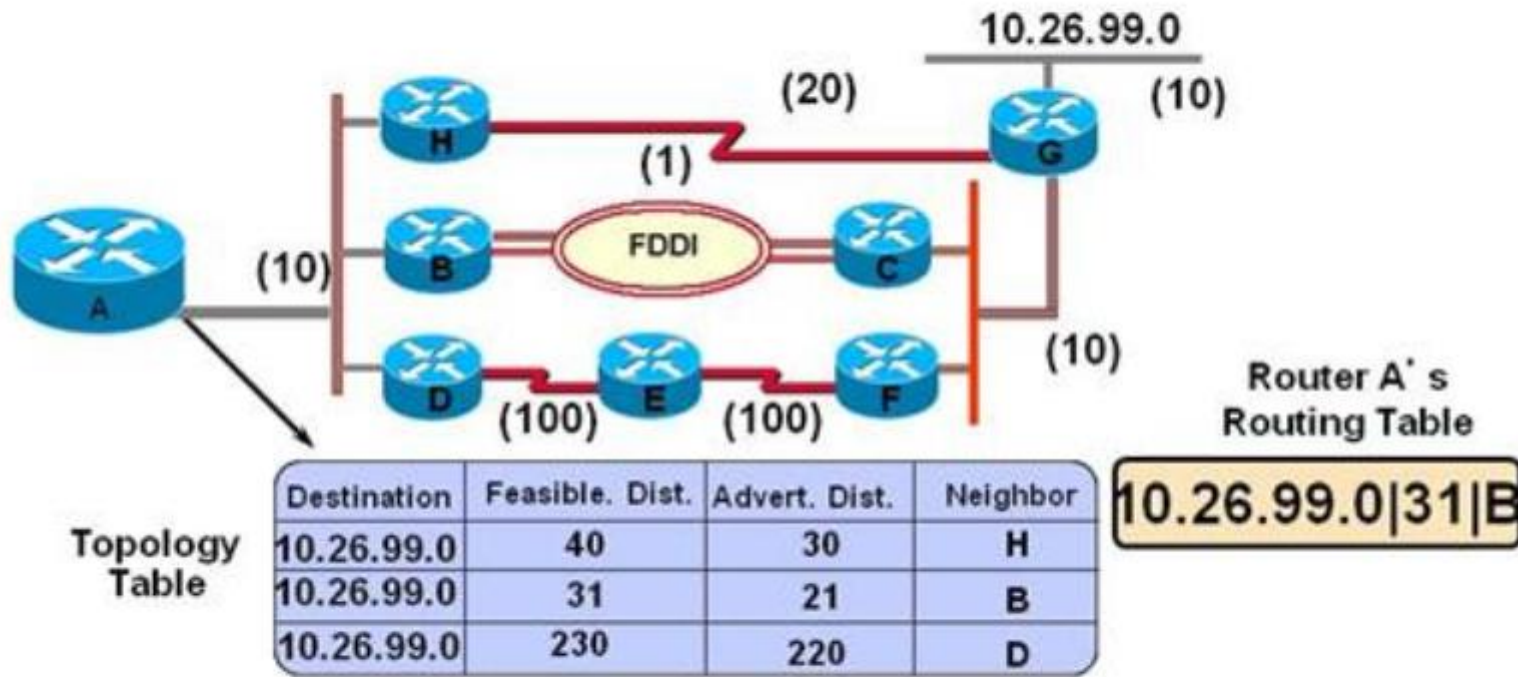 10.26.99.0
(20)
(10)
H
G
(1)
B
FDDI
C
(10)
A
D
E
F
(10)
(100)
(100)
Router A' s
Routing Table
10.26.99.0|31|B
Topology
Table
Destination Feasible. Dist. Advert. Dist. Neighbor
10.26.99.0 40 30 H
10.26.99.0 31 21 B
10.26.99.0 230 220 D